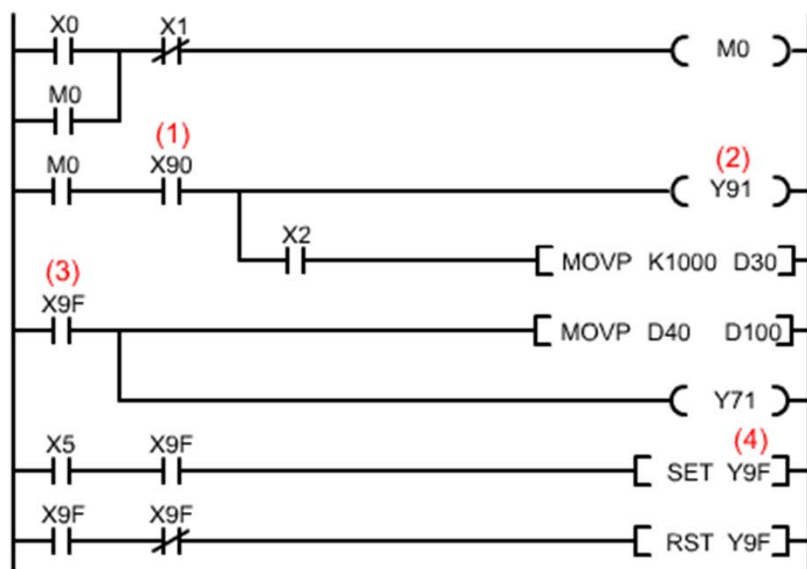 X0 X1 M0
M0
(1) (2)
M0 X90 Y91
X2 MOVP K1000 D30
(3)
X9F MOVP D40 D100
Y71
(4)
X5 X9F SET Y9F
X9F X9F RST Y9F